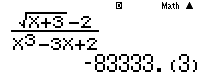 D Math ▲
√x+3 -2
x³-3x+2
-83333.(3)